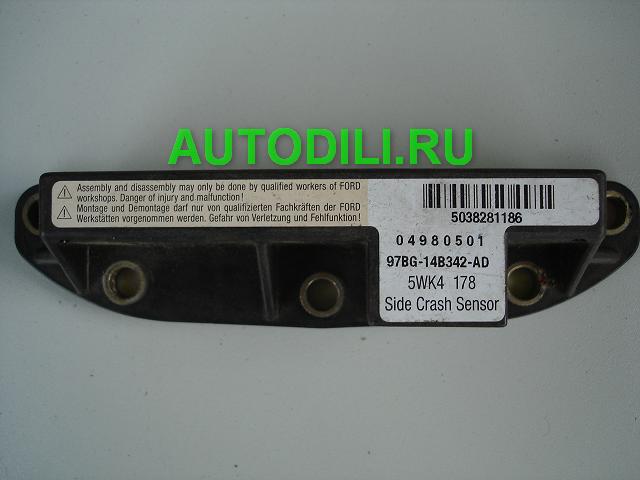 AUTODILI.RU
Assembly and disassembly may only be done by qualified workers of FORD
workshops. Danger of injury and malfunction!
Montage und Demontage darf nur von qualifizierten Fachkräften der FORD
Werkstätten vorgenommen werden. Gefahr von Verletzung und Fehlfunktion!
5038281186
04980501
97BG-14B342-AD
5WK4 178
Side Crash Sensor